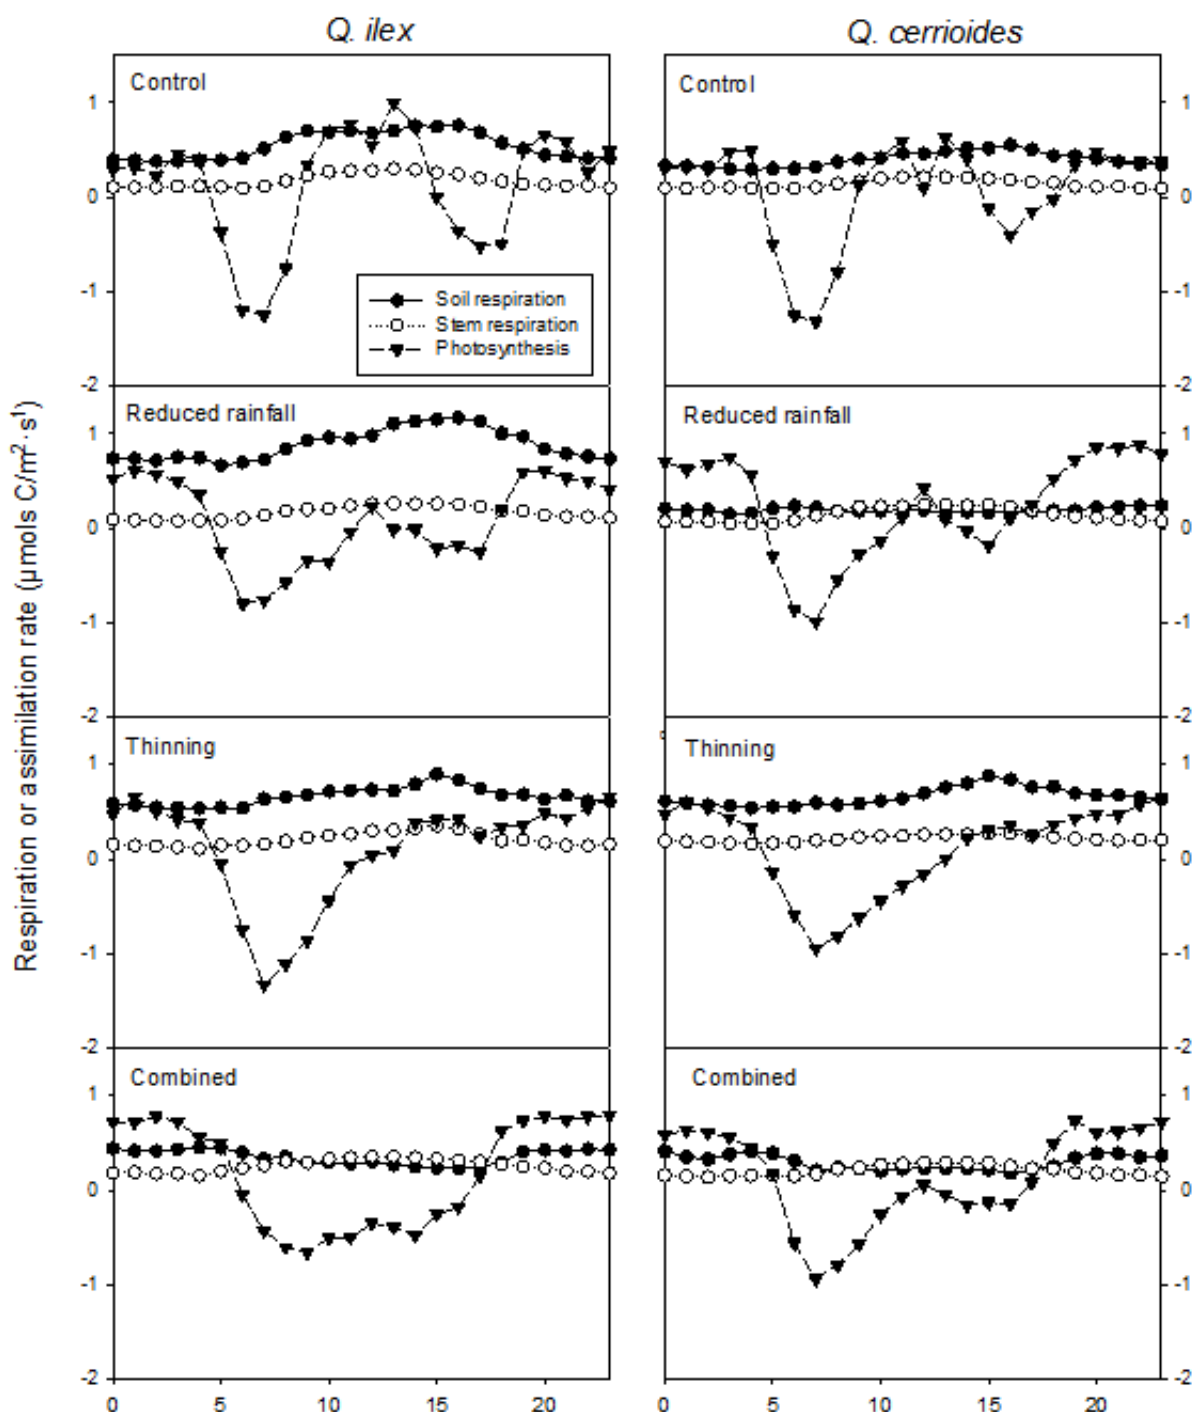 Q. ilex
Q. cerrioides
Control
Control
1
1
0
0
Soil respiration
Stem respiration
Photosynthesis
-1
-1
-2
-2
Reduced rainfall
Reduced rainfall
1
1
0
0
-1
-1
-2
-2
Thinning
Thinning
1
1
0
0
-1
-1
-2
-2
Combined
Combined
1
1
0
0
-1
-1
-2
-2
0 5 10 15 20
0 5 10 15 20
Respiration or assimilation rate (µmols C/m²·s¹)